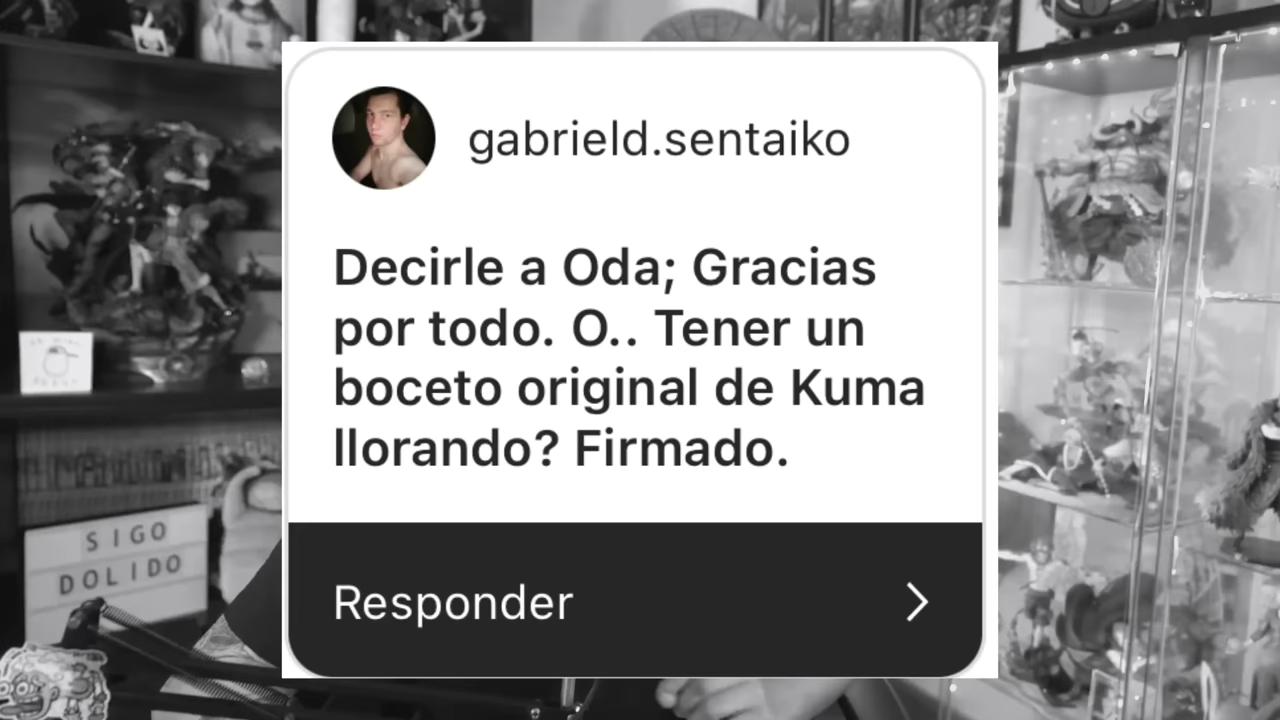 gabrield.sentaiko
Decirle a Oda; Gracias
por todo. O.. Tener un
boceto original de Kuma
llorando? Firmado.
Responder
SIGO
DOLIDO